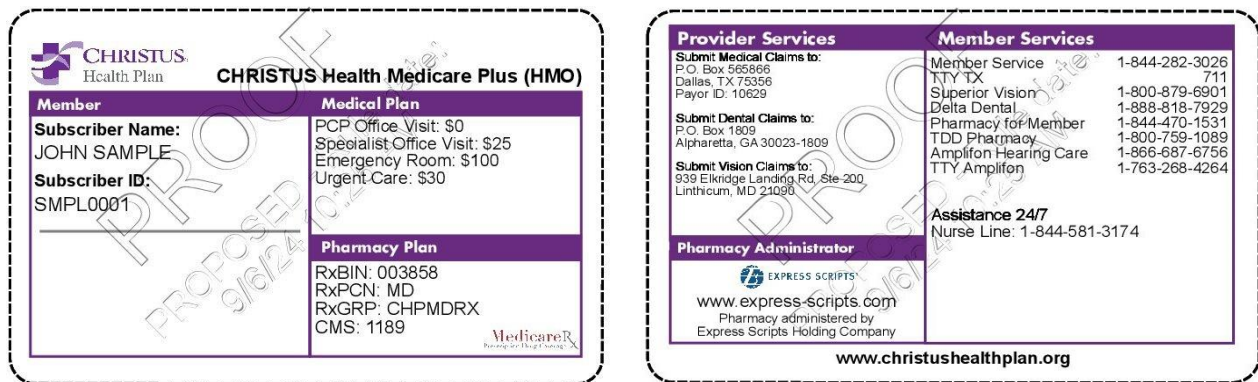 CHRISTUS
Health Plan
CHRISTUS Health Medicare Plus (HMO)
Member
Subscriber Name:
JOHN SAMPLE
Subscriber ID:
SMPL0001
Medical Plan
PCP Office Visit: $0
Specialist Office Visit: $25
Emergency Room: $100
Urgent Care: $30
Pharmacy Plan
RxBIN: 003858
RxPCN: MD
RxGRP: CHPMDRX
CMS: 1189
MedicareRx
Prescription Drug Coverage
PROOF
Provider Services
Submit Medical Claims to:
P.O. Box 565866
Dallas, TX 75356
Payor ID: 10629
Submit Dental Claims to:
P.O. Box 1809
Alpharetta, GA 30023-1809
Submit Vision Claims to:
939 Elkridge Landing Rd, Ste 200
Linthicum, MD 21090
Pharmacy Administrator
EXPRESS SCRIPTS
www.express-scripts.com
Pharmacy administered by
Express Scripts Holding Company
Member Services
Member Service 1-844-282-3026
TTY TX 711
Superior Vision 1-800-879-6901
Delta Dental 1-888-818-7929
Pharmacy for Member 1-844-470-1531
TDD Pharmacy 1-800-759-1089
Amplifon Hearing Care 1-866-687-6756
TTY Amplifon 1-763-268-4264
Assistance 24/7
Nurse Line: 1-844-581-3174
PROOF
www.christushealthplan.org